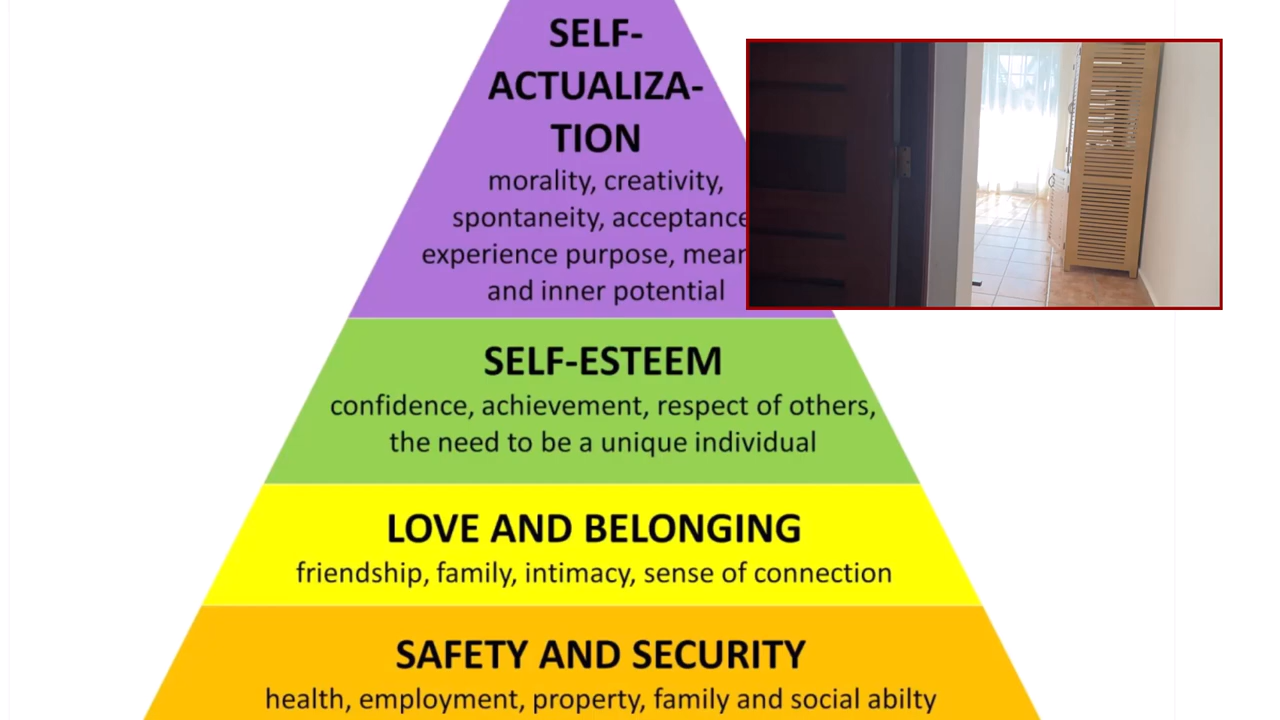 SELF-
ACTUALIZA-
TION
morality, creativity,
spontaneity, acceptance
experience purpose,
and inner potential
SELF-ESTEEM
confidence, achievement, respect of others,
the need to be a unique individual
LOVE AND BELONGING
friendship, family, intimacy, sense of connection
SAFETY AND SECURITY
health, employment, property, family and social abilty